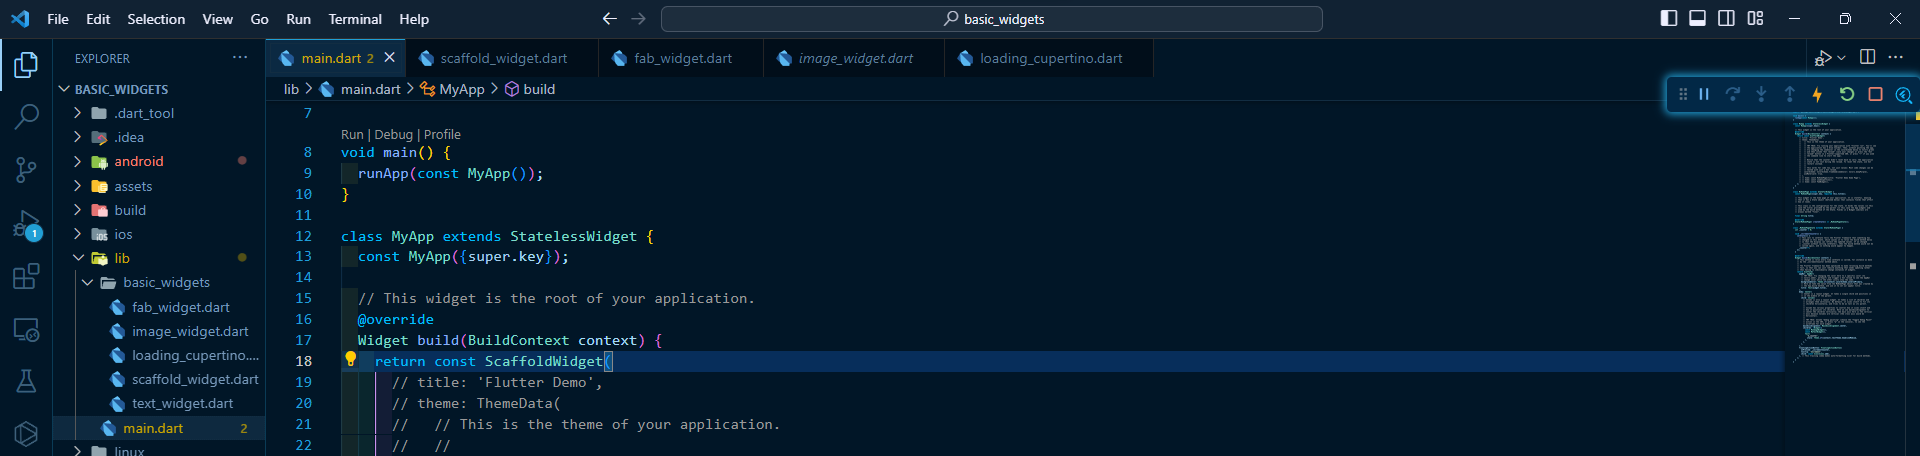 File Edit Selection View Go Run Terminal Help basic_widgets
EXPLORER
main.dart 2 scaffold_widget.dart fab_widget.dart image_widget.dart loading_cupertino.dart
BASIC_WIDGETS
.dart_tool
.idea
android
assets
build
ios
lib
basic_widgets
fab_widget.dart
image_widget.dart
loading_cupertino....
scaffold_widget.dart
text_widget.dart
main.dart 2
linux
1
lib > main.dart > MyApp > build
7
Run | Debug | Profile
8 void main() {
9 runApp(const MyApp());
10 }
11
12 class MyApp extends StatelessWidget {
13 const MyApp({super.key});
14
15 // This widget is the root of your application.
16 @override
17 Widget build(BuildContext context) {
18 return const ScaffoldWidget(
19 // title: 'Flutter Demo',
20 // theme: ThemeData(
21 // // This is the theme of your application.
22 // //